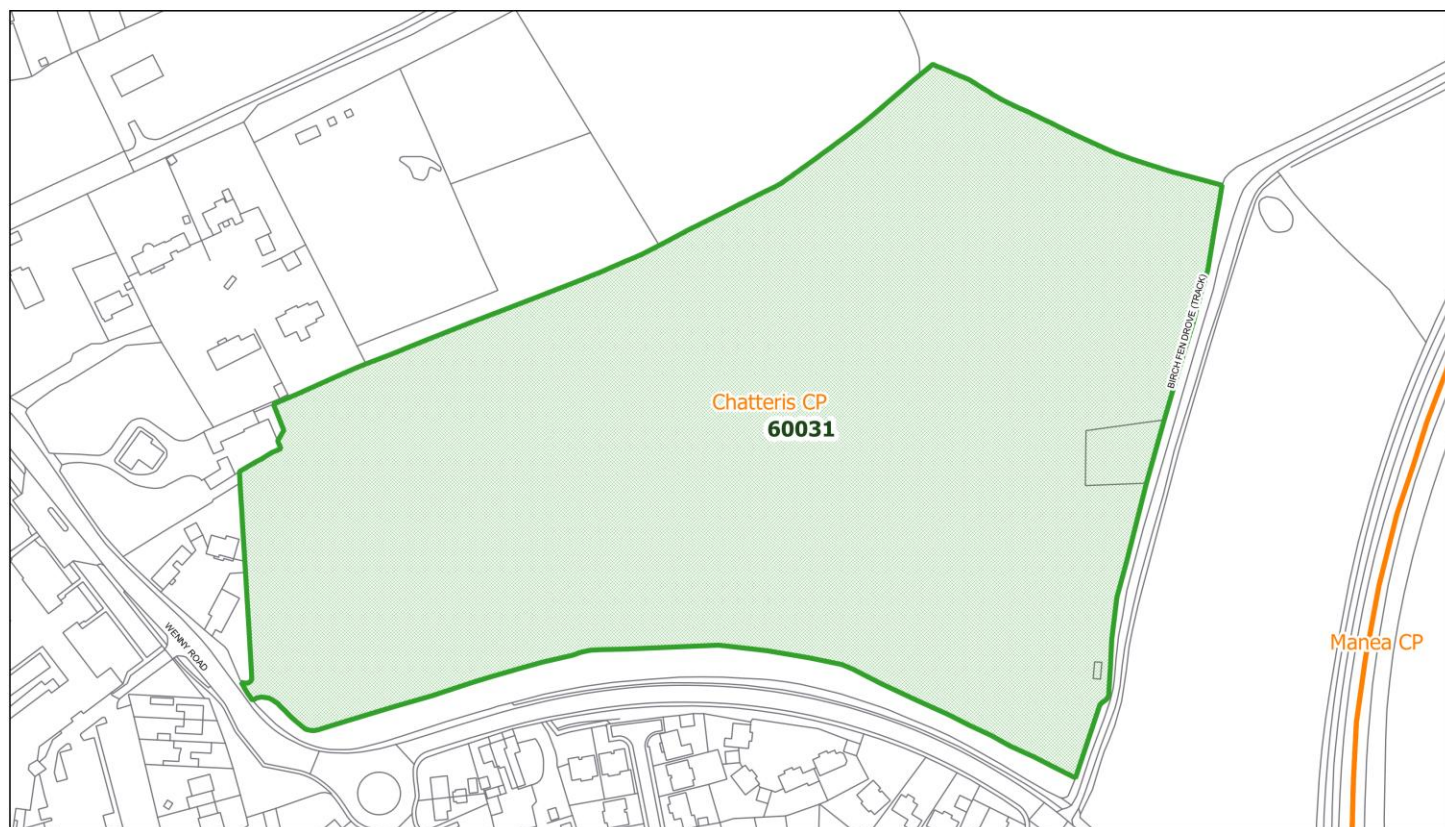 BIRCH FEN DROVE (TRACK)
Chatteris CP
60031
WENNY ROAD
Manea CP